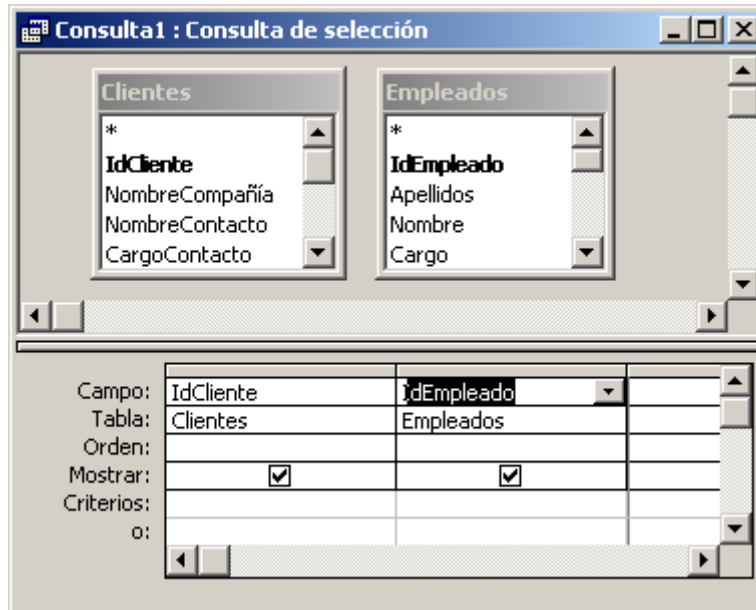 Consulta1 : Consulta de selección
Clientes
*
IdCliente
NombreCompañía
NombreContacto
CargoContacto
Empleados
*
IdEmpleado
Apellidos
Nombre
Cargo
Campo: IdCliente IdEmpleado
Tabla: Clientes Empleados
Orden:
Mostrar:
Criterios:
o: